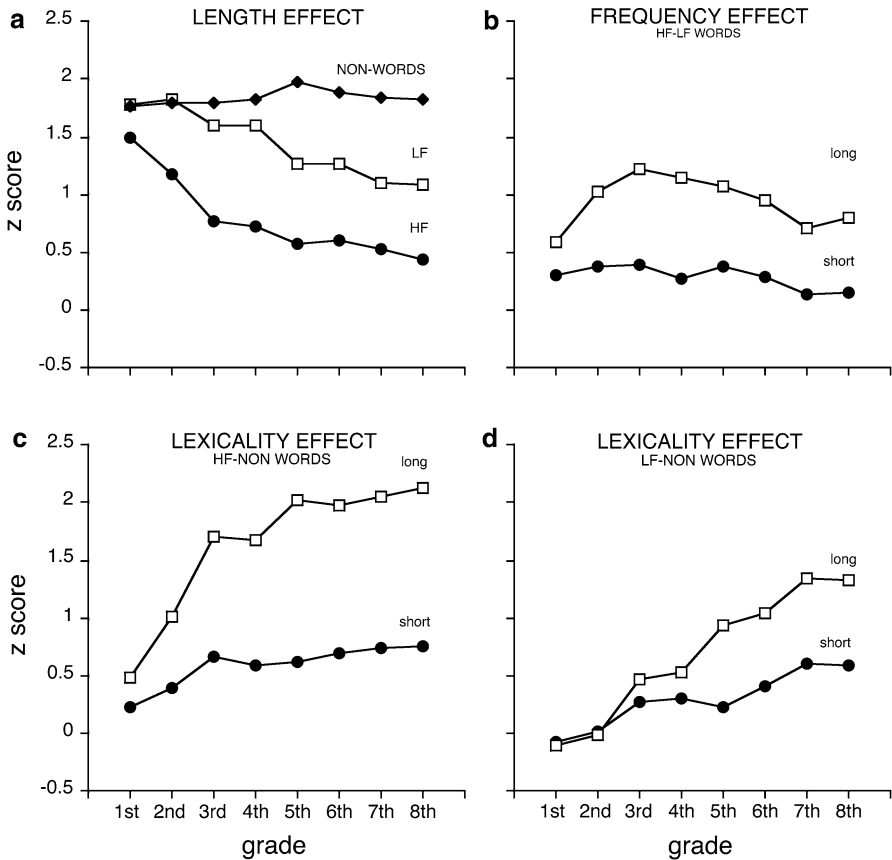 a
LENGTH EFFECT
2.5
2
1.5
1
0.5
0
-0.5
z score
NON-WORDS
LF
HF
b
FREQUENCY EFFECT
HF-LF WORDS
long
short
c
LEXICALITY EFFECT
HF-NON WORDS
2.5
2
1.5
1
0.5
0
-0.5
z score
long
short
1st 2nd 3rd 4th 5th 6th 7th 8th
grade
d
LEXICALITY EFFECT
LF-NON WORDS
long
short
1st 2nd 3rd 4th 5th 6th 7th 8th
grade